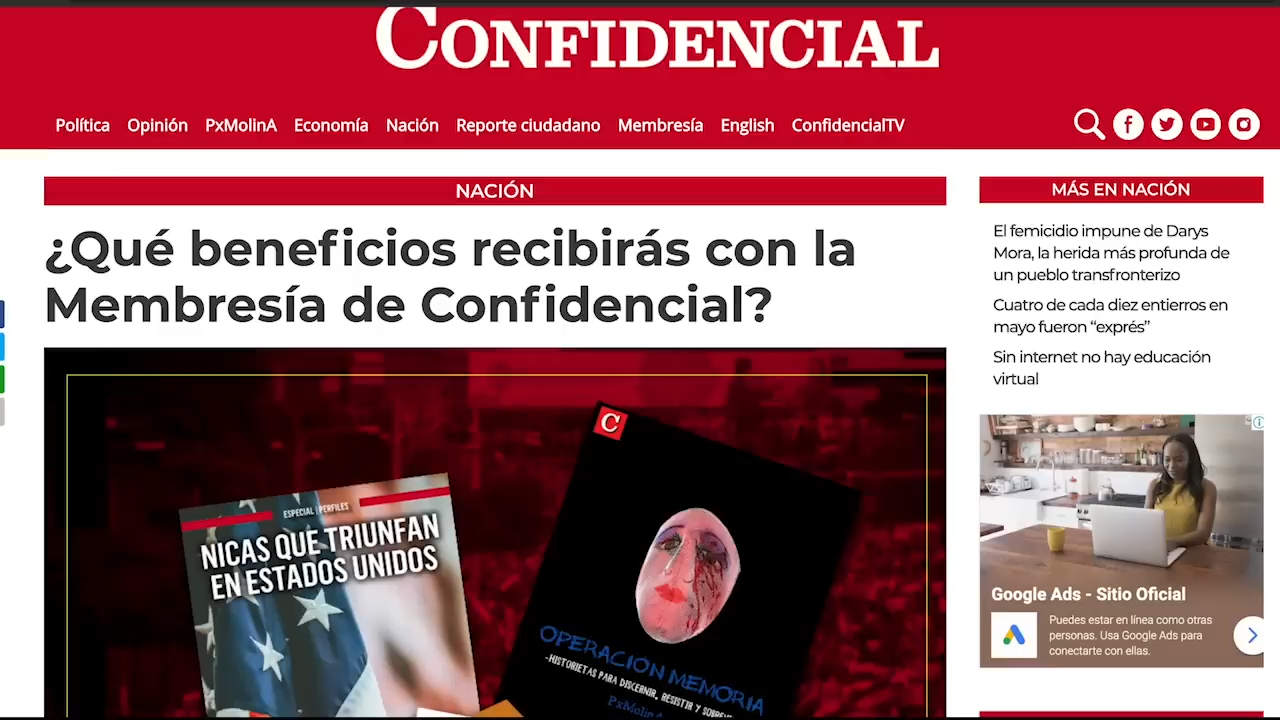 CONFIDENCIAL
Política Opinión PxMolinA Economía Nación Reporte ciudadano Membresía English ConfidencialTV
NACIÓN
¿Qué beneficios recibirás con la
Membresía de Confidencial?
C
ESPECIAL | PERFILES
NICAS QUE TRIUNFAN
EN ESTADOS UNIDOS
OPERACIÓN MEMORIA
-HISTORIETAS PARA DISCERNIR, RESISTIR Y
PxMolinA
MÁS EN NACIÓN
El femicidio impune de Darys
Mora, la herida más profunda de
un pueblo transfronterizo
Cuatro de cada diez entierros en
mayo fueron “exprés”
Sin internet no hay educación
virtual
Google Ads - Sitio Oficial
Puedes estar en línea como otras
personas. Usa Google Ads para
conectarte con ellas.